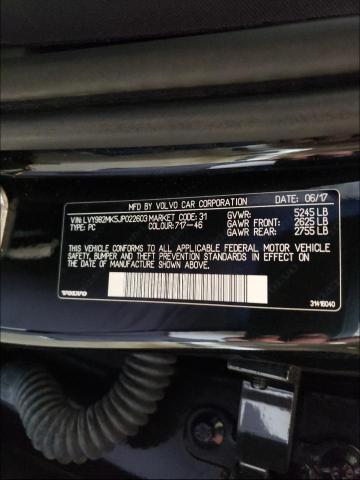 MFD BY VOLVO CAR CORPORATION DATE: 06/17
VIN: LVY982MK5JP022603 MARKET CODE: 31 GVWR: 5245 LB
TYPE: PC COLOUR: 717-46 GAWR FRONT: 2625 LB
GAWR REAR: 2755 LB
THIS VEHICLE CONFORMS TO ALL APPLICABLE FEDERAL MOTOR VEHICLE
SAFETY, BUMPER AND THEFT PREVENTION STANDARDS IN EFFECT ON
THE DATE OF MANUFACTURE SHOWN ABOVE.
VOLVO
31416040